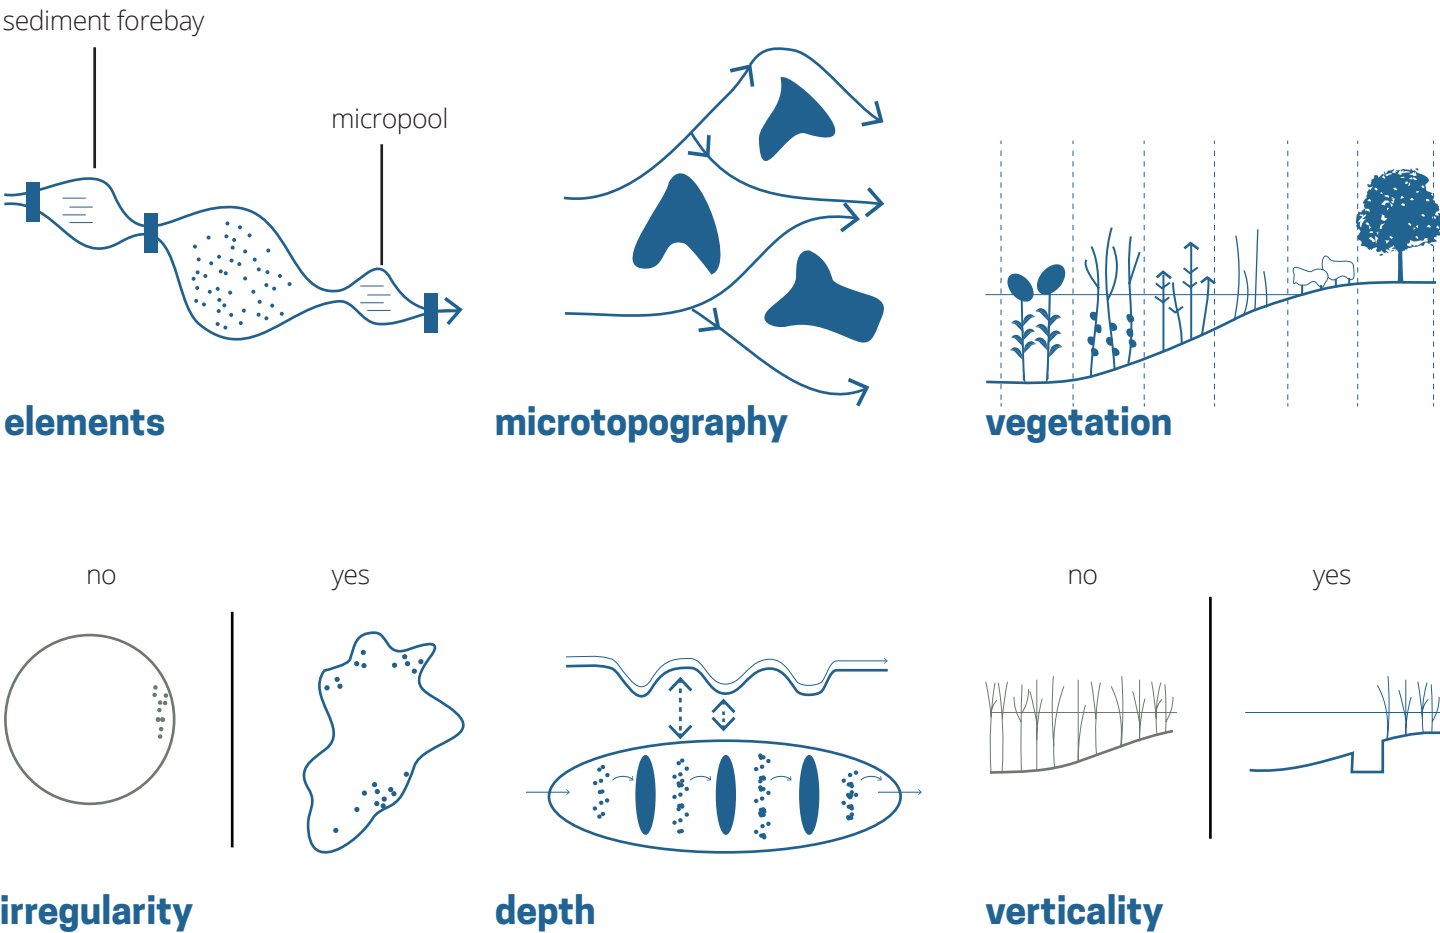 sediment forebay
micropool
elements
microtopography
vegetation
no
yes
no
yes
irregularity
depth
verticality